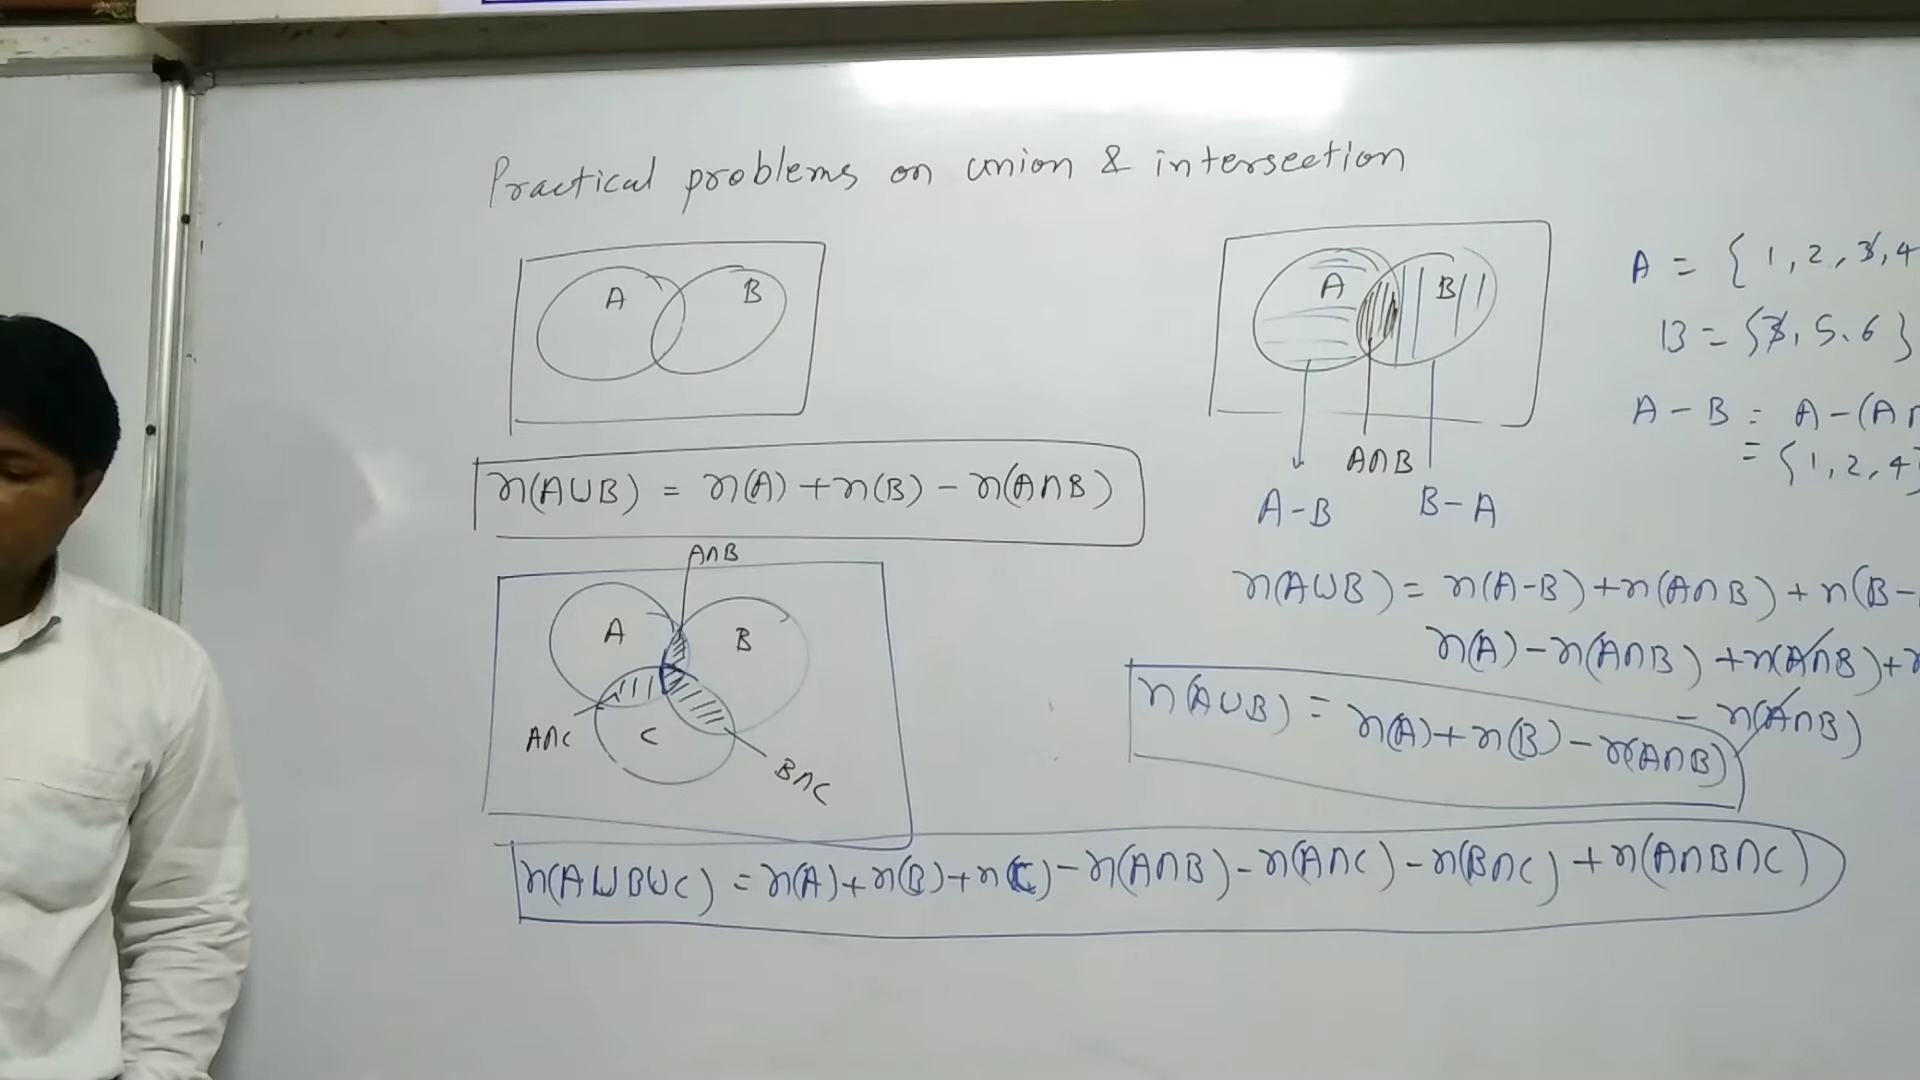 Practical problems on union & intersection
A B
n(A∪B) = n(A) + n(B) - n(A∩B)
A∩B
A B
C
A∩C
B∩C
A B
A∩B
A-B B-A
A = { 1, 2, 3, 4
B = {3, 5, 6}
A - B = A - (A∩
= {1, 2, 4}
n(A∪B) = n(A-B) + n(A∩B) + n(B-
n(A) - n(A∩B) + n(A∩B) +
- n(A∩B)
n(A∪B) = n(A) + n(B) - n(A∩B)
n(A∪B∪C) = n(A) + n(B) + n(C) - n(A∩B) - n(A∩C) - n(B∩C) + n(A∩B∩C)